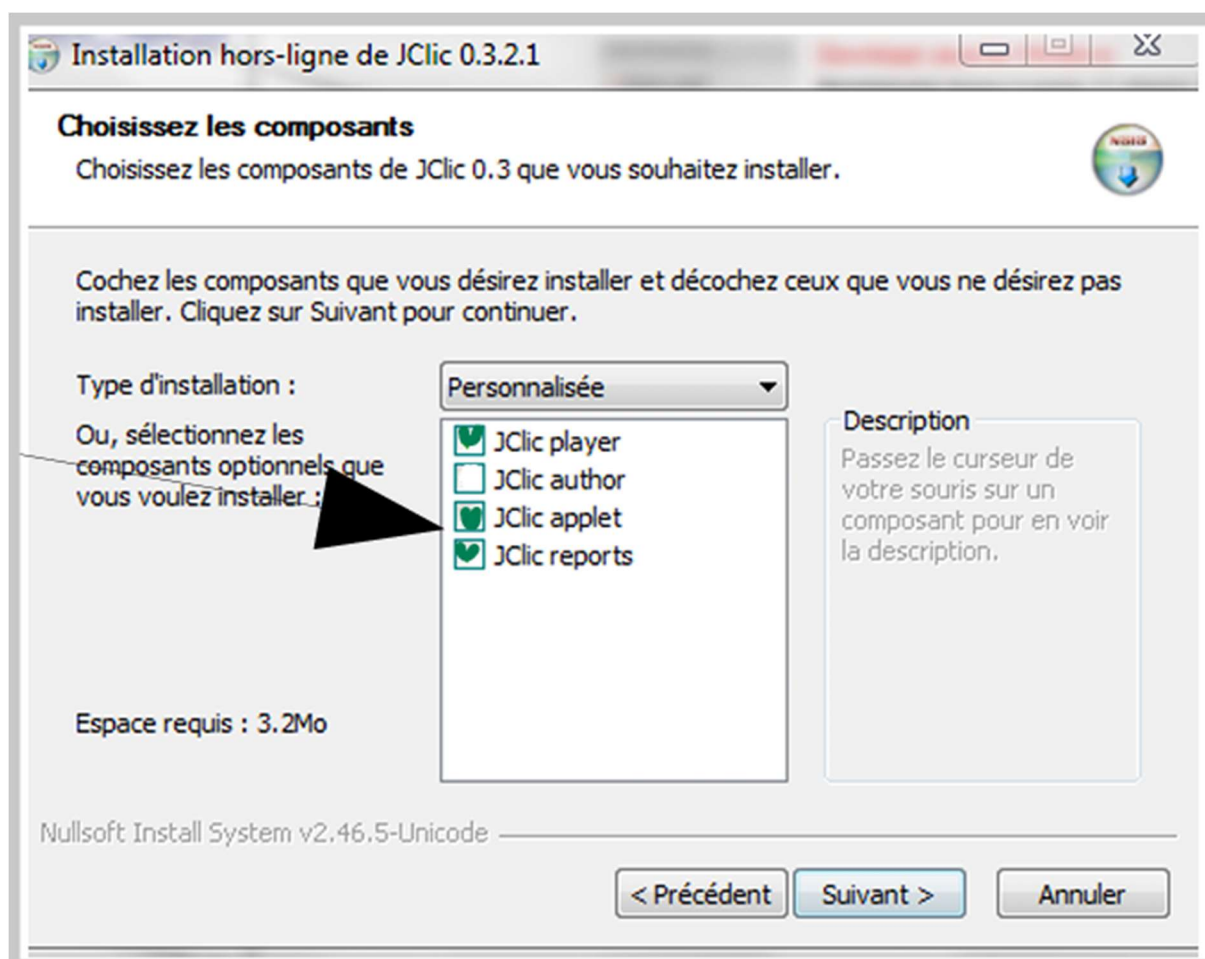 Installation hors-ligne de JClic 0.3.2.1
Choisissez les composants
Choisissez les composants de JClic 0.3 que vous souhaitez installer.
NSIS
Cochez les composants que vous désirez installer et décochez ceux que vous ne désirez pas
installer. Cliquez sur Suivant pour continuer.
Type d'installation :
Personnalisée
Ou, sélectionnez les
composants optionnels que
vous voulez installer :
JClic player
JClic author
JClic applet
JClic reports
Description
Passez le curseur de
votre souris sur un
composant pour en voir
la description.
Espace requis : 3.2Mo
Nullsoft Install System v2.46.5-Unicode
< Précédent
Suivant >
Annuler